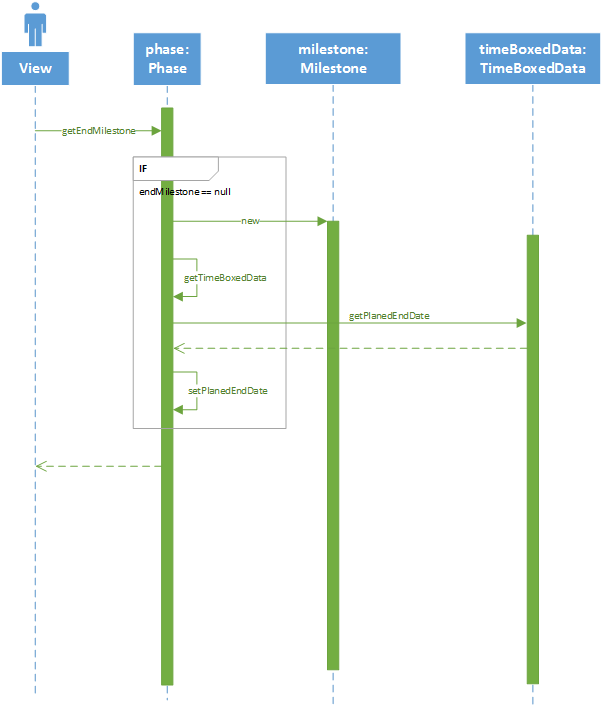 View
phase:
Phase
milestone:
Milestone
timeBoxedData:
TimeBoxedData
getEndMilestone
IF
endMilestone == null
new
getTimeBoxedData
getPlanedEndDate
setPlanedEndDate